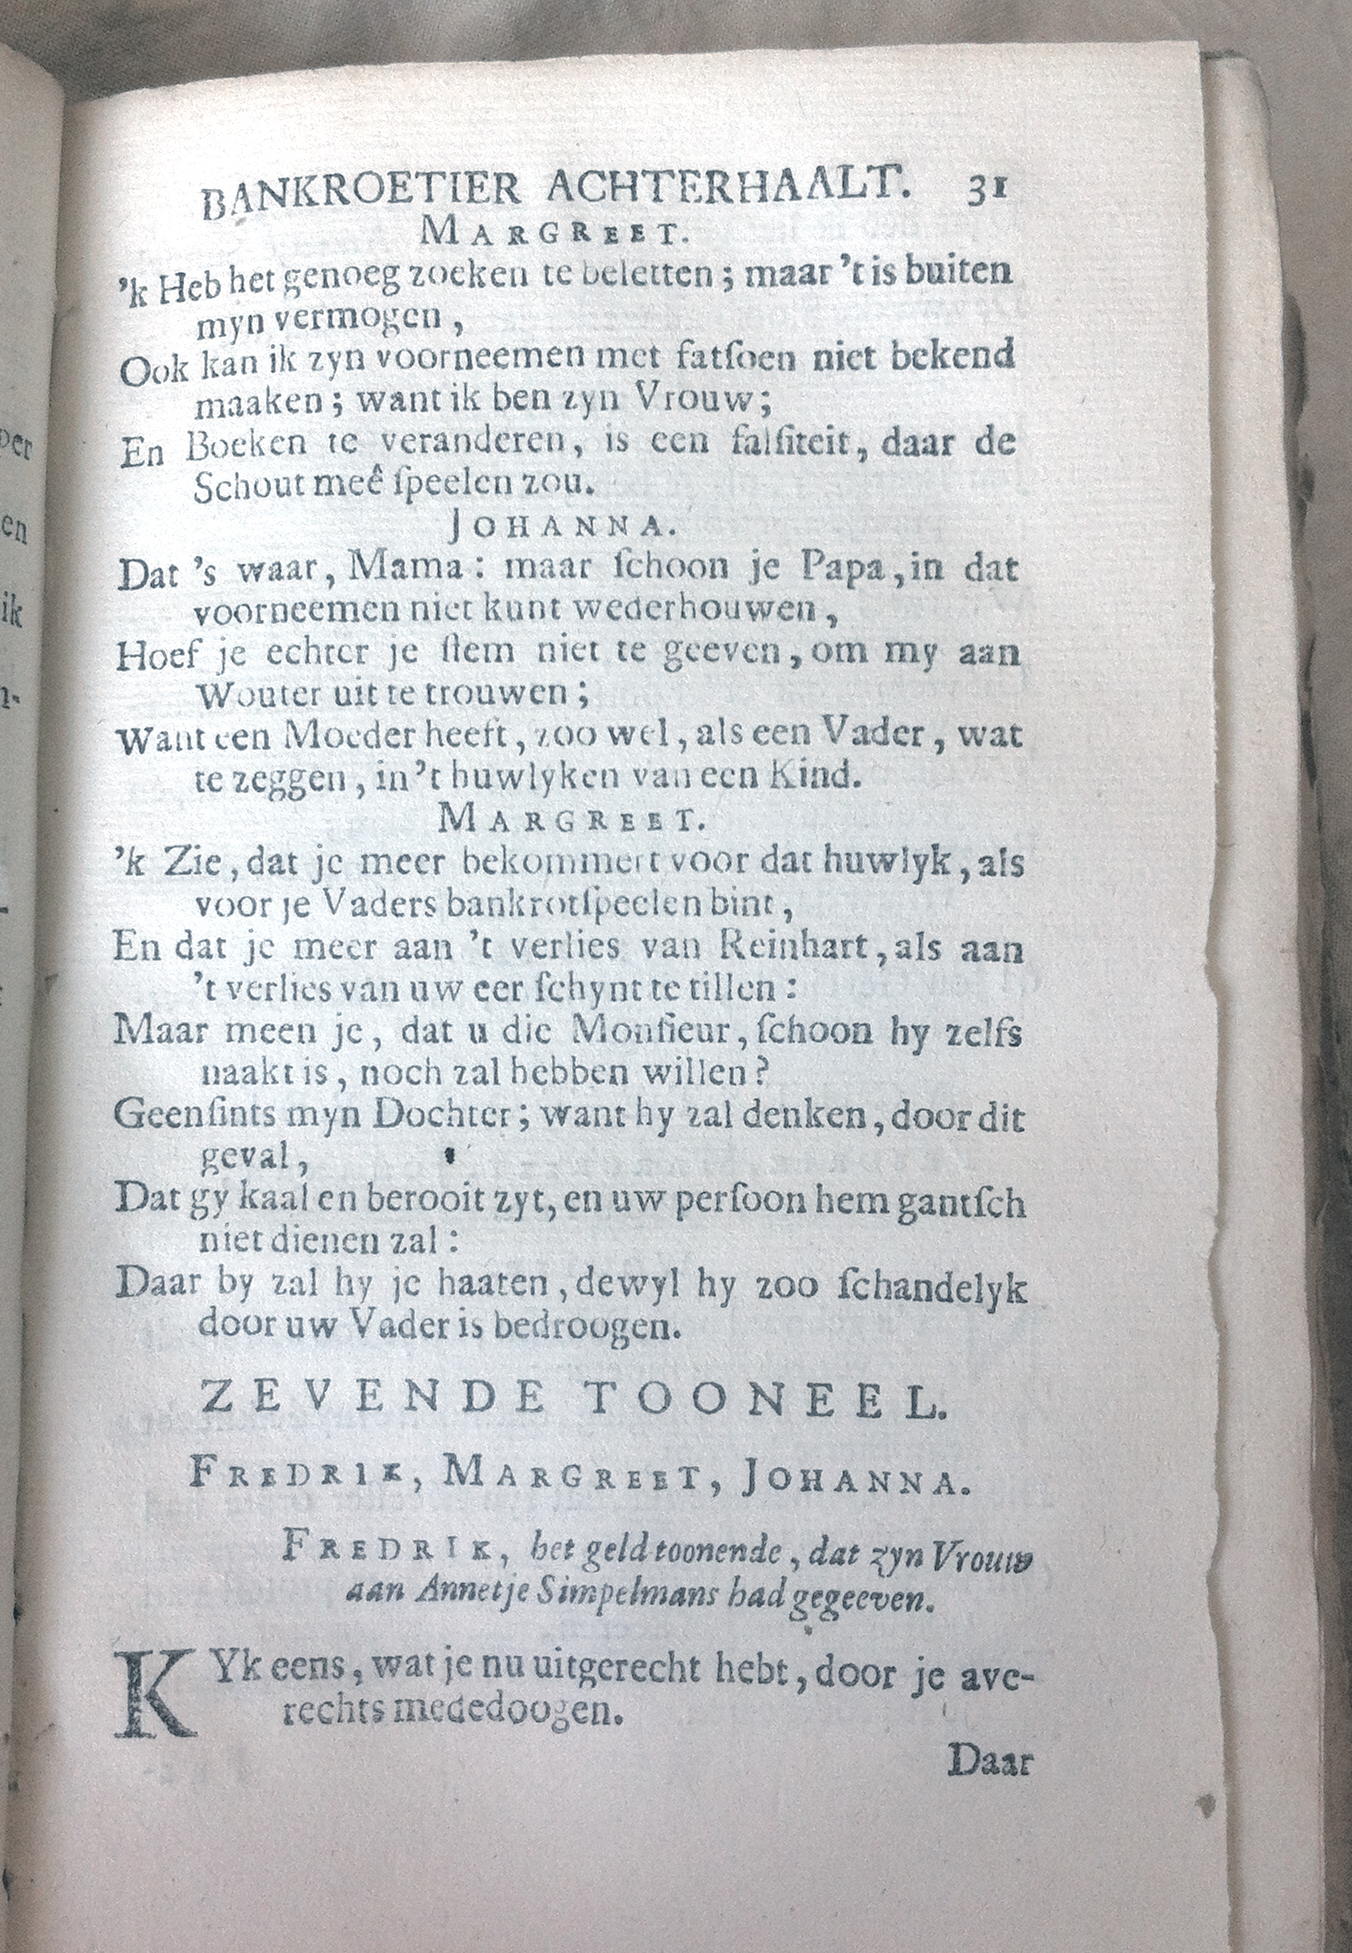 BANKROETIER ACHTERHAALT. 31
MARGREET.
'k Heb het genoeg zoeken te beletten; maar 't is buiten
myn vermogen,
Ook kan ik zyn voorneemen met fatſoen niet bekend
maaken; want ik ben zyn Vrouw;
En Boeken te veranderen, is een falſiteit, daar de
Schout meê ſpeelen zou.
JOHANNA.
Dat 's waar, Mama: maar ſchoon je Papa, in dat
voorneemen niet kunt wederhouwen,
Hoef je echter je ſtem niet te geeven, om my aan
Wouter uit te trouwen;
Want een Moeder heeft, zoo wel, als een Vader, wat
te zeggen, in 't huwlyken van een Kind.
MARGREET.
'k Zie, dat je meer bekommert voor dat huwlyk, als
voor je Vaders bankrotſpeelen bint,
En dat je meer aan 't verlies van Reinhart, als aan
't verlies van uw eer ſchynt te tillen:
Maar meen je, dat u die Monſieur, ſchoon hy zelfs
naakt is, noch zal hebben willen?
Geenſints myn Dochter; want hy zal denken, door dit
geval,
Dat gy kaal en berooit zyt, en uw perſoon hem gantſch
niet dienen zal:
Daar by zal hy je haaten, dewyl hy zoo ſchandelyk
door uw Vader is bedroogen.
ZEVENDE TOONEEL.
FREDRIK, MARGREET, JOHANNA.
FREDRIK, het geld toonende, dat zyn Vrouw
aan Annetje Simpelmans had gegeeven.
KYk eens, wat je nu uitgerecht hebt, door je ave-
rechts mededoogen.
Daar